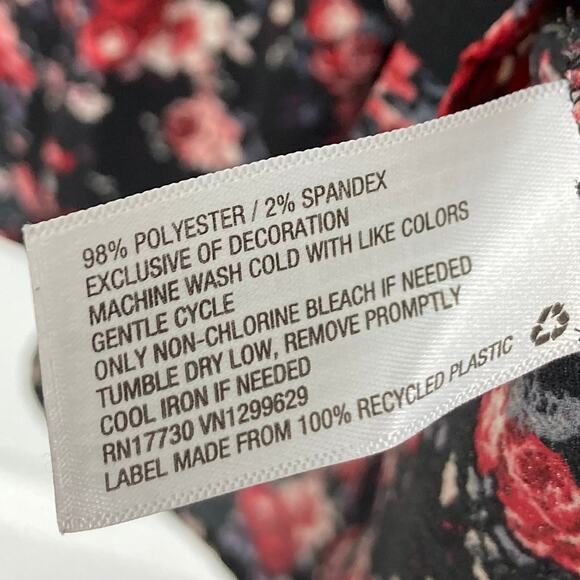 98% POLYESTER / 2% SPANDEX
EXCLUSIVE OF DECORATION
MACHINE WASH COLD WITH LIKE COLORS
GENTLE CYCLE
ONLY NON-CHLORINE BLEACH IF NEEDED
TUMBLE DRY LOW, REMOVE PROMPTLY
COOL IRON IF NEEDED
RN17730 VN1299629
LABEL MADE FROM 100% RECYCLED PLASTIC